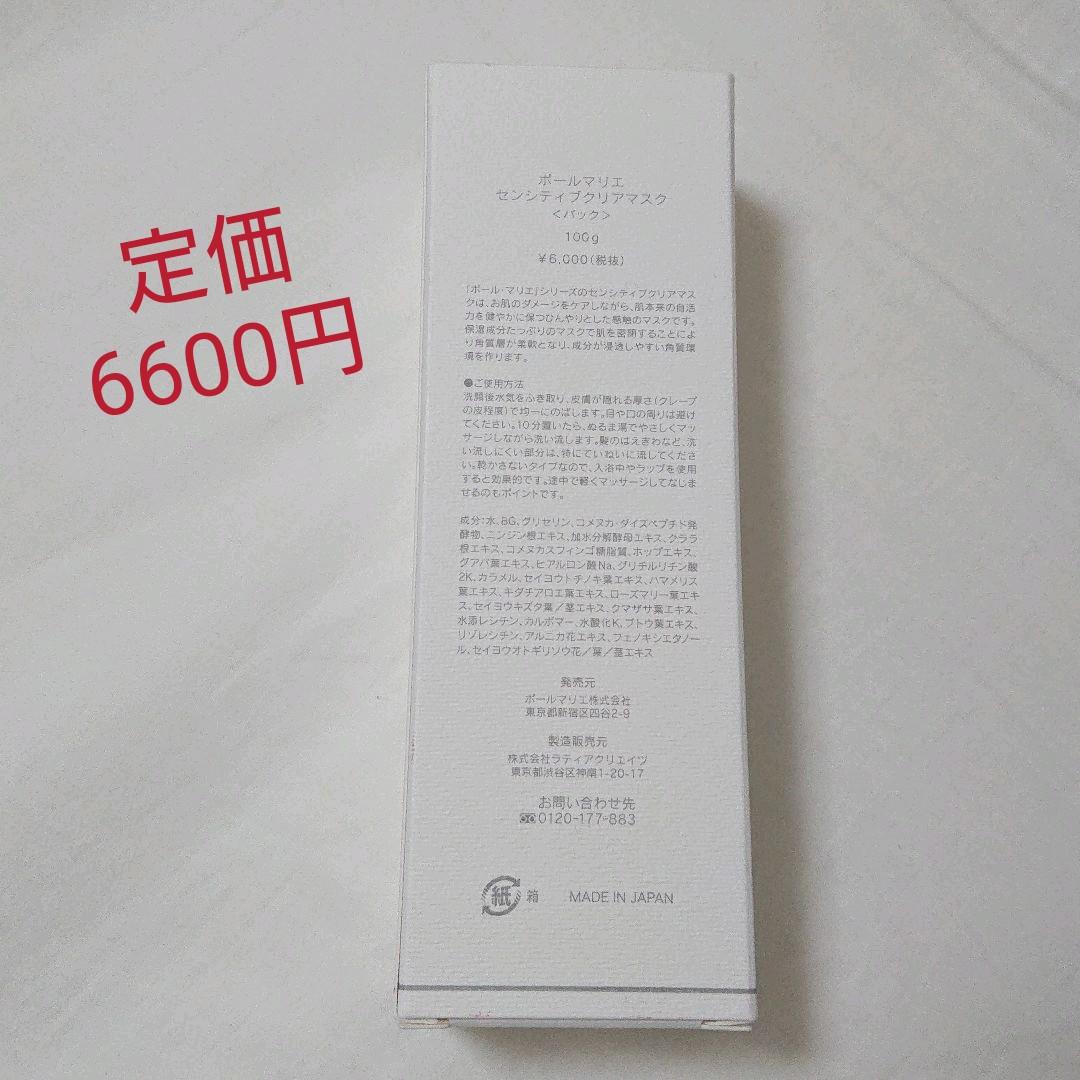 定価
6600円
ポールマリエ
センシティブクリアマスク
<パック>
100g
¥6,000(税抜)
「ポール・マリエ」シリーズのセンシティブクリアマス
クは、お肌のダメージをケアしながら、肌本来の自活
力を健やかに保つひんやりとした感触のマスクです。
保湿成分たっぷりのマスクで肌を密閉することによ
り角質層が柔軟となり、成分が浸透しやすい角質環
境を作ります。
●ご使用方法
洗顔後水気をふき取り、皮膚が隠れる厚さ(クレープ
の皮程度)で均一にのばします。目や口の周りは避け
てください。10分置いたら、ぬるま湯でやさしくマッ
サージしながら洗い流します。髪のはえぎわなど、洗
い流しにくい部分は、特にていねいに流してくださ
い。乾かさないタイプなので、入浴中やラップを使用
すると効果的です。途中で軽くマッサージしてなじま
せるのもポイントです。
成分:水、BG、グリセリン、コメヌカ・ダイズペプチド発
酵物、ニンジン根エキス、加水分解酵母エキス、クララ
根エキス、コメヌカスフィンゴ糖脂質、ホップエキス、
グアバ葉エキス、ヒアルロン酸Na、グリチルリチン酸
2K、カラメル、セイヨウトチノキ葉エキス、ハマメリス
葉エキス、キダチアロエ葉エキス、ローズマリー葉エキ
ス、セイヨウキズタ葉/茎エキス、クマザサ葉エキス、
水添レシチン、カルボマー、水酸化K、ブドウ葉エキス、
リゾレシチン、アルニカ花エキス、フェノキシエタノー
ル、セイヨウオトギリソウ花/葉/茎エキス
発売元
ポールマリエ株式会社
東京都新宿区四谷2-9
製造販売元
株式会社ラティアクリエイツ
東京都渋谷区神南1-20-17
お問い合わせ先
0120-177-883
紙 箱 MADE IN JAPAN